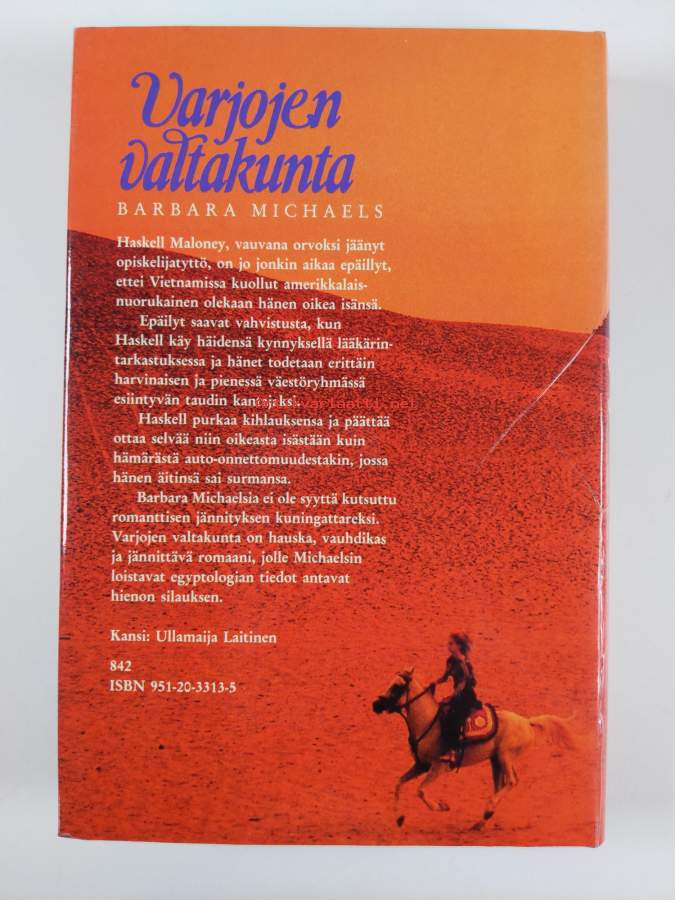 Varjojen
valtakunta
BARBARA MICHAELS
Haskell Maloney, vauvana orvoksi jäänyt
opiskelijatyttö, on jo jonkin aikaa epäillyt,
ettei Vietnamissa kuollut amerikkalais-
nuorukainen olekaan hänen oikea isänsä.
Epäilyt saavat vahvistusta, kun
Haskell käy häidensä kynnyksellä lääkärin-
tarkastuksessa ja hänet todetaan erittäin
harvinaisen ja pienessä väestöryhmässä
esiintyvän taudin kantajaksi.
Haskell purkaa kihlauksensa ja päättää
ottaa selvää niin oikeasta isästään kuin
hämärästä auto-onnettomuudestakin, jossa
hänen äitinsä sai surmansa.
Barbara Michaelsia ei ole syyttä kutsuttu
romanttisen jännityksen kuningattareksi.
Varjojen valtakunta on hauska, vauhdikas
ja jännittävä romaani, jolle Michaelsin
loistavat egyptologian tiedot antavat
hienon silauksen.
Kansi: Ullamaija Laitinen
842
ISBN 951-20-3313-5